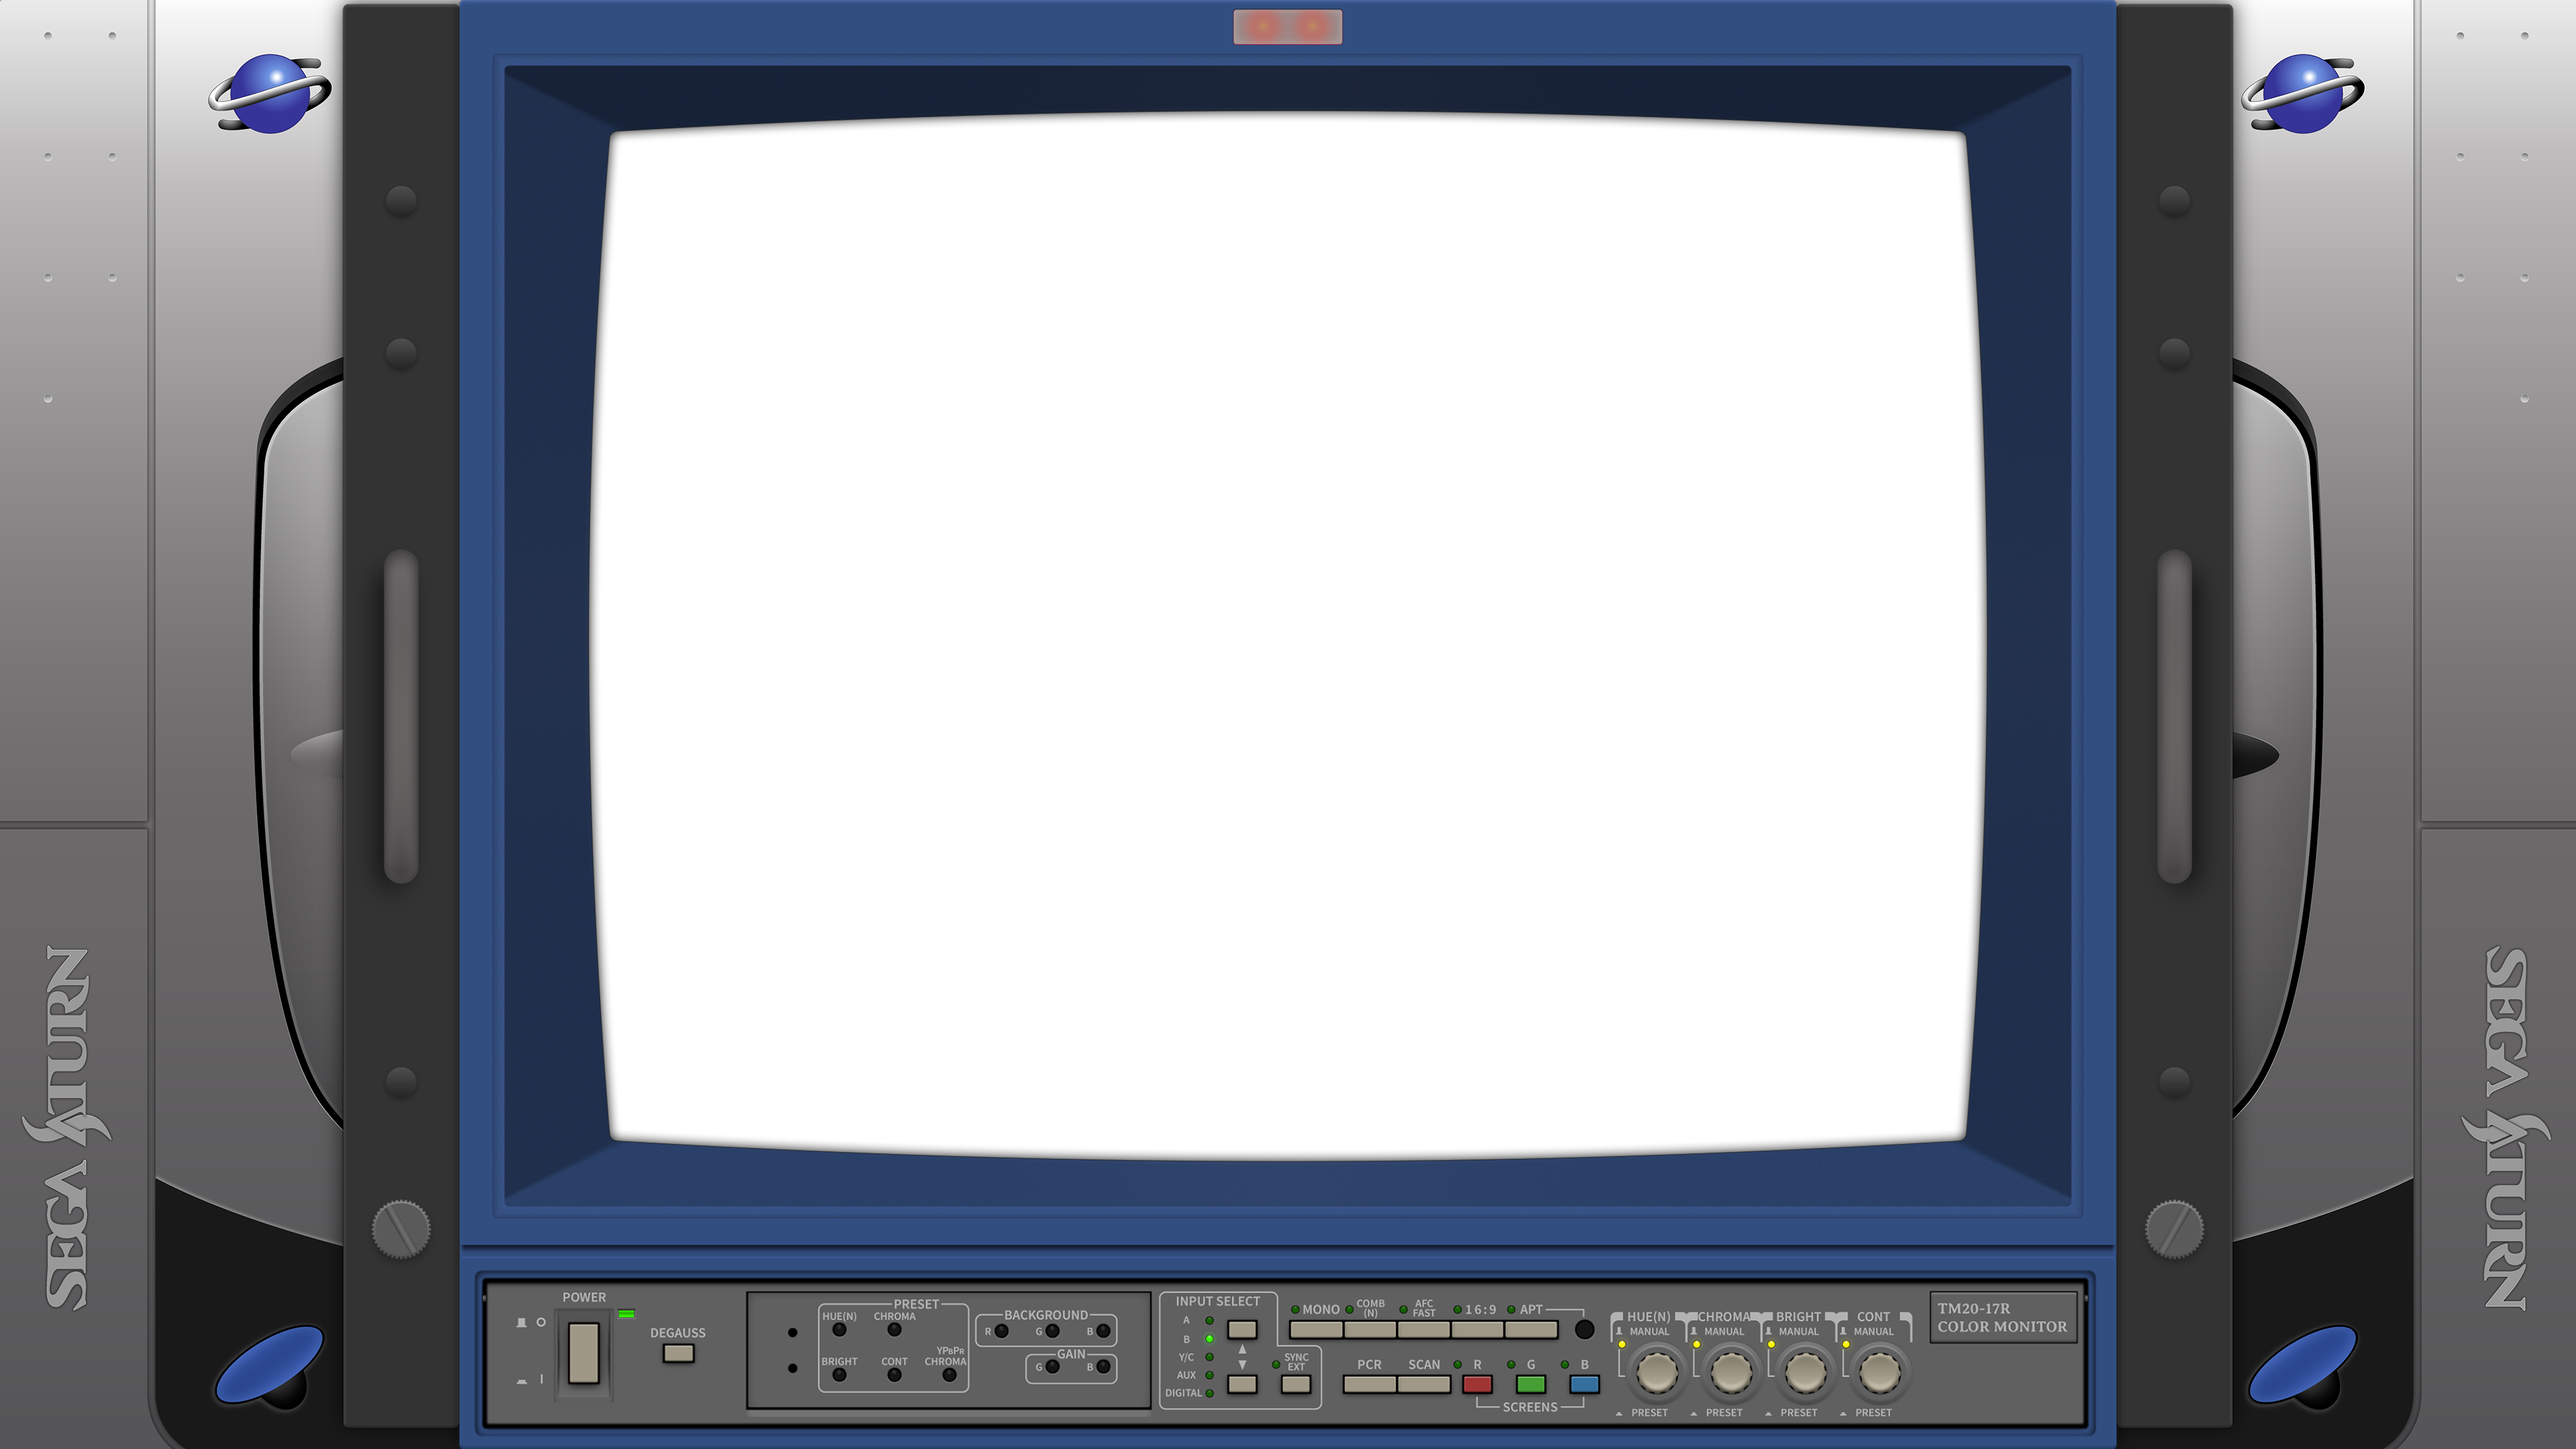 SEGA SATURN
POWER
DEGAUSS
PRESET
HUE(N) CHROMA
BRIGHT CONT YPBPR CHROMA
BACKGROUND
R G B
GAIN
G B
INPUT SELECT
A
B
Y/C
AUX
DIGITAL
SYNC
EXT
MONO COMB (N) AFC FAST 16:9 APT
PCR SCAN R G B
SCREENS
HUE(N) CHROMA BRIGHT CONT
MANUAL MANUAL MANUAL MANUAL
PRESET PRESET PRESET PRESET
TM20-17R
COLOR MONITOR
SEGA SATURN